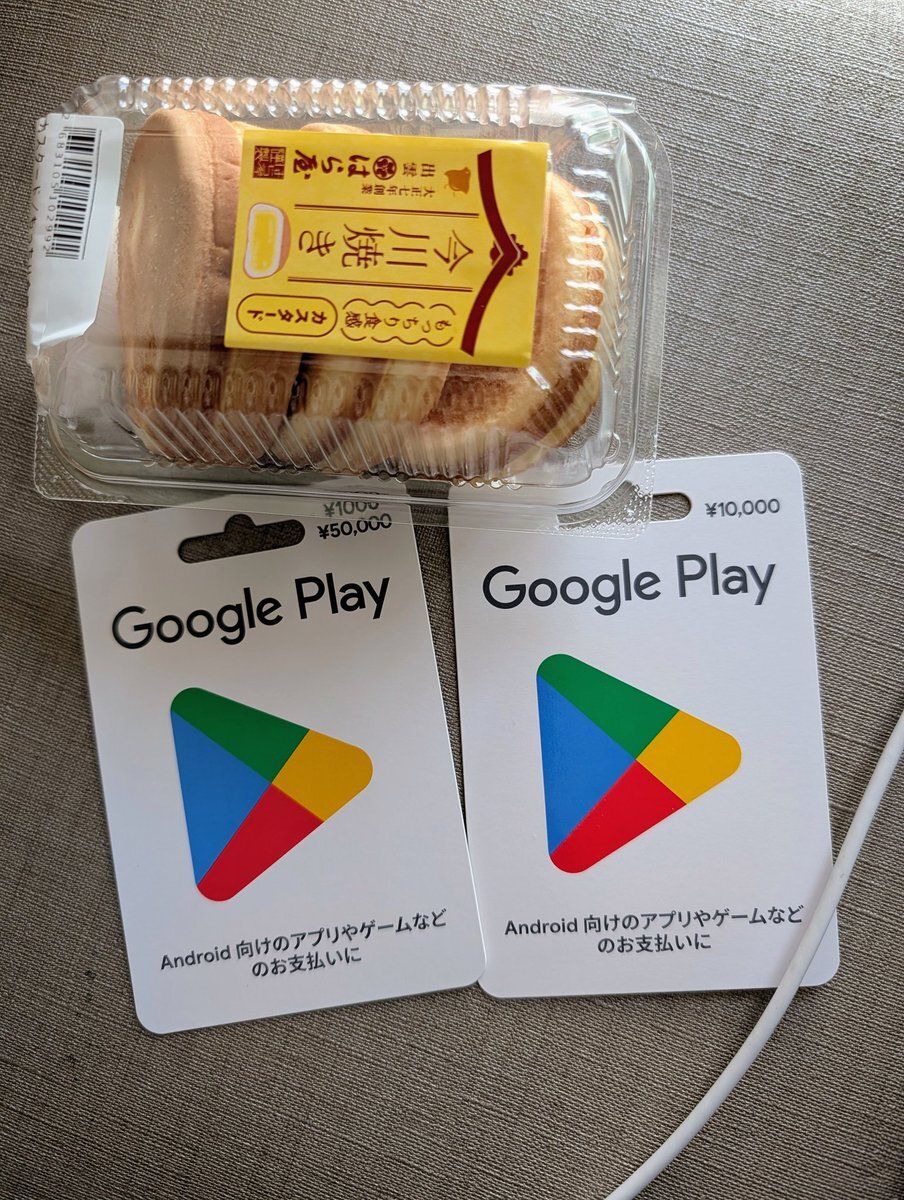 出雲 はら屋
大正七年創業
今川焼き
もっちり食感
カスタード
¥1000
¥50,000
Google Play
Android 向けのアプリやゲームなど
のお支払いに
¥10,000
Google Play
Android 向けのアプリやゲームなど
のお支払いに